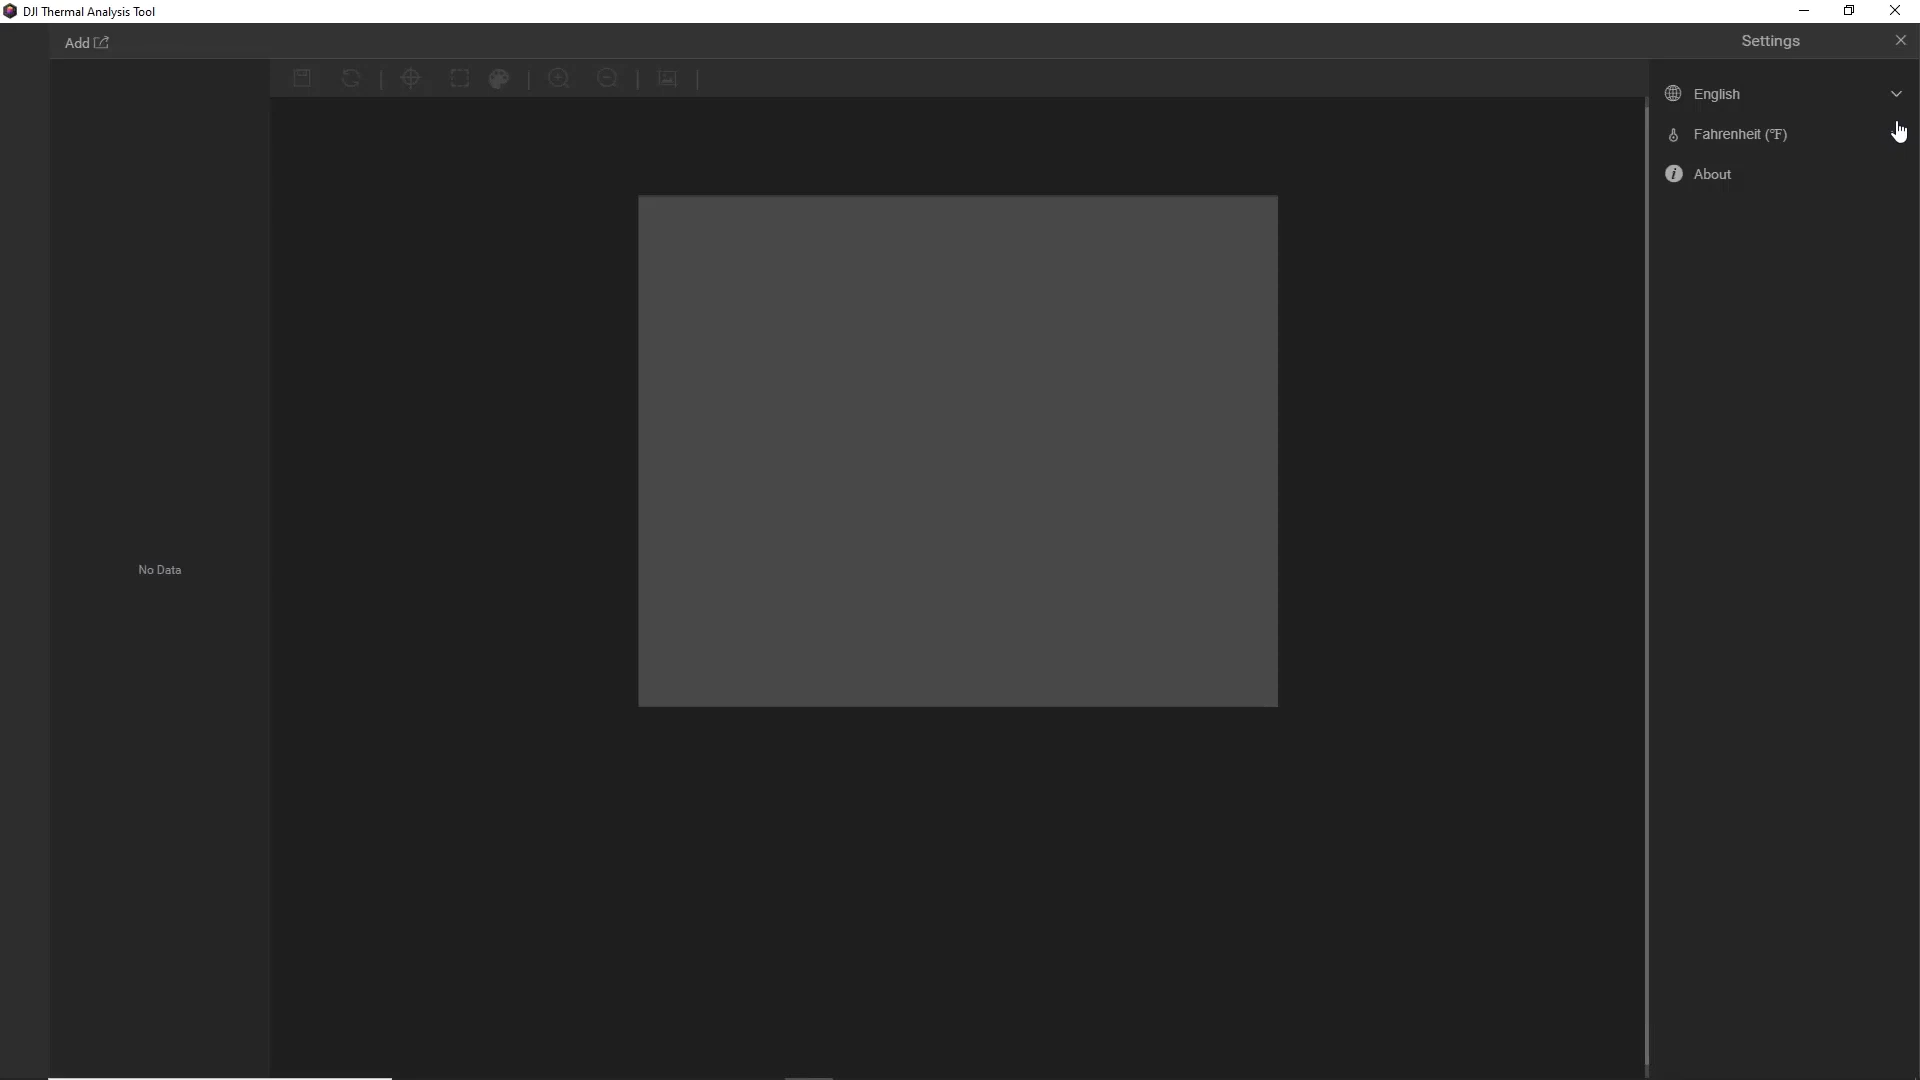 DJI Thermal Analysis Tool
Add
Settings
English
Fahrenheit (°F)
About
No Data